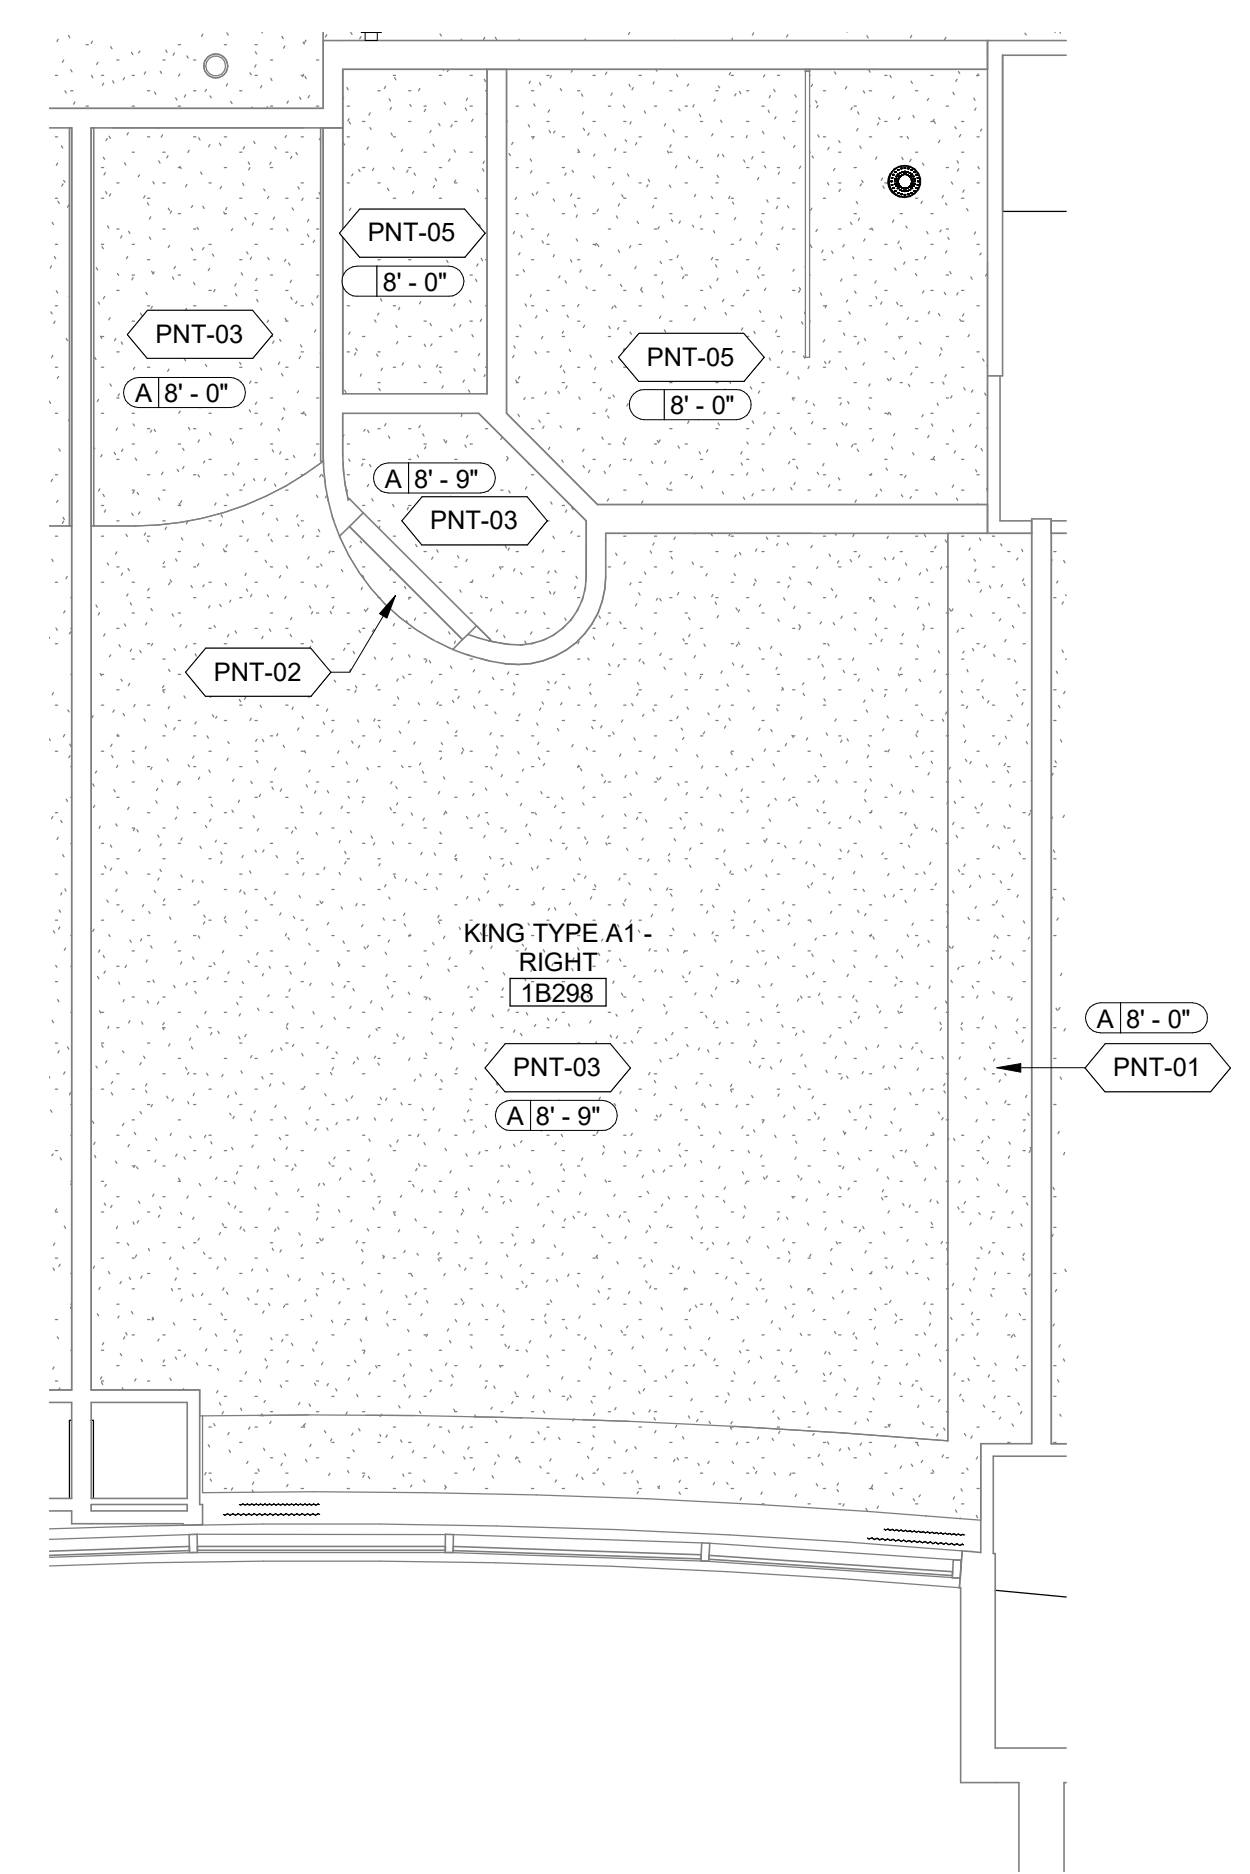 PNT-05
8' - 0"
PNT-03
A 8' - 0"
PNT-05
8' - 0"
A 8' - 9"
PNT-03
PNT-02
KING TYPE A1 -
RIGHT
1B298
PNT-03
A 8' - 9"
A 8' - 0"
PNT-01